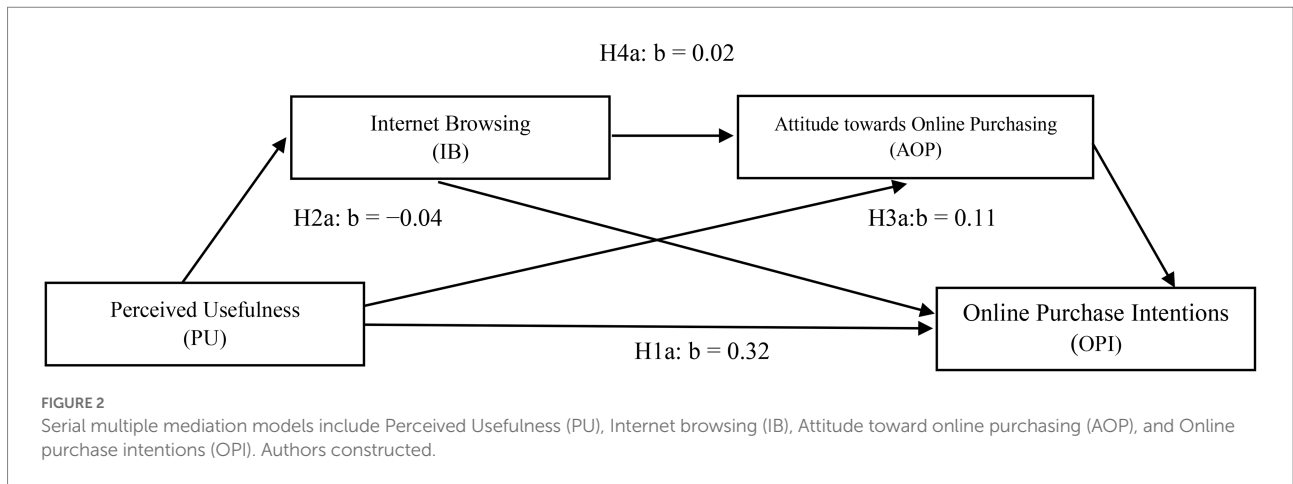 H4a: b = 0.02
Internet Browsing
(IB)
Attitude towards Online Purchasing
(AOP)
H2a: b = −0.04
H3a:b = 0.11
Perceived Usefulness
(PU)
Online Purchase Intentions
(OPI)
H1a: b = 0.32
FIGURE 2
Serial multiple mediation models include Perceived Usefulness (PU), Internet browsing (IB), Attitude toward online purchasing (AOP), and Online
purchase intentions (OPI). Authors constructed.